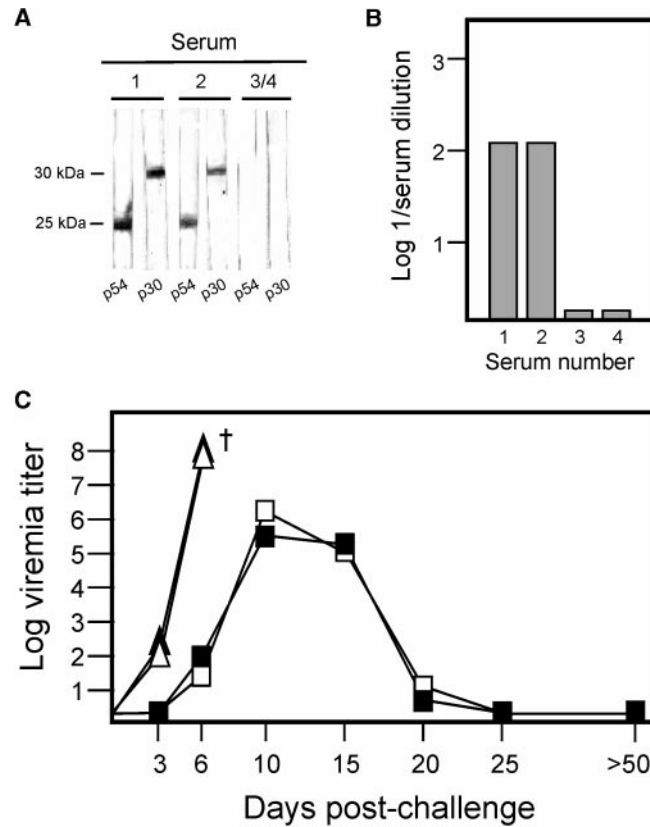 A
Serum
1 2 3/4
30 kDa
25 kDa
p54 p30 p54 p30 p54 p30
B
Log 1/serum dilution
3
2
1
1 2 3 4
Serum number
C
Log viremia titer
8
7
6
5
4
3
2
1
†
3 6 10 15 20 25 >50
Days post-challenge